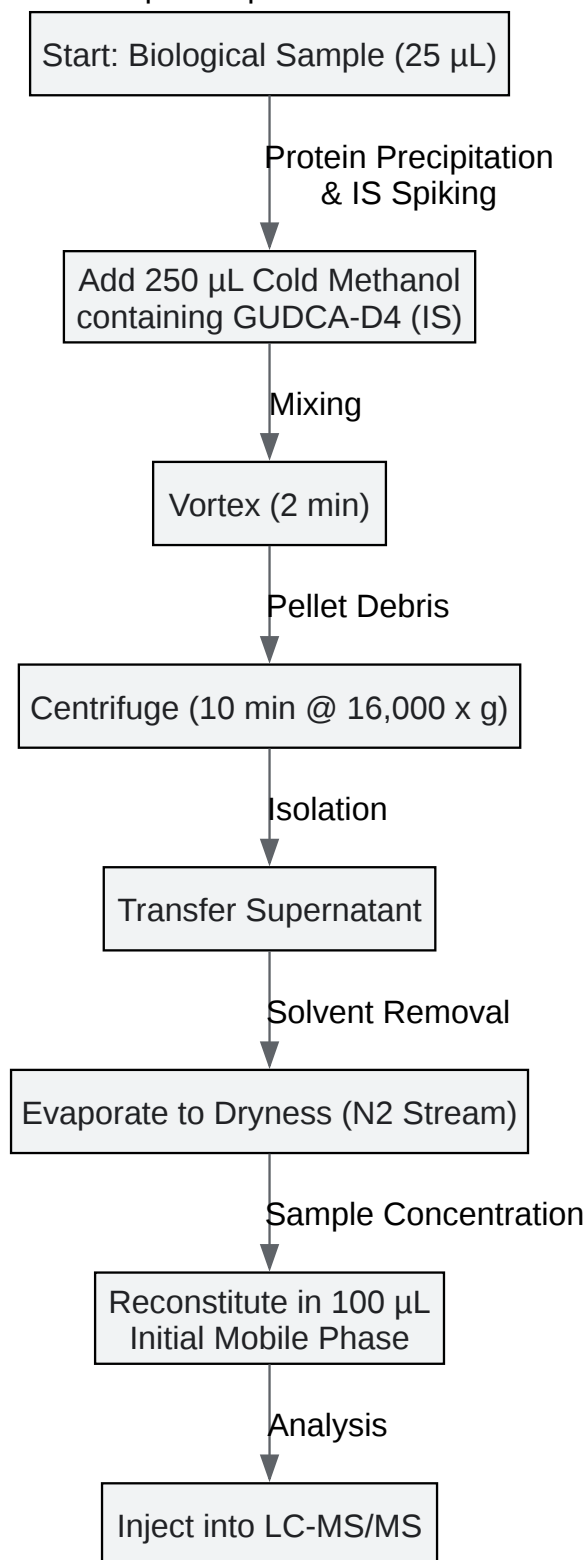 Start: Biological Sample (25 µL)
Protein Precipitation
& IS Spiking
Add 250 µL Cold Methanol
containing GUDCA-D4 (IS)
Mixing
Vortex (2 min)
Pellet Debris
Centrifuge (10 min @ 16,000 x g)
Isolation
Transfer Supernatant
Solvent Removal
Evaporate to Dryness (N2 Stream)
Sample Concentration
Reconstitute in 100 µL
Initial Mobile Phase
Analysis
Inject into LC-MS/MS